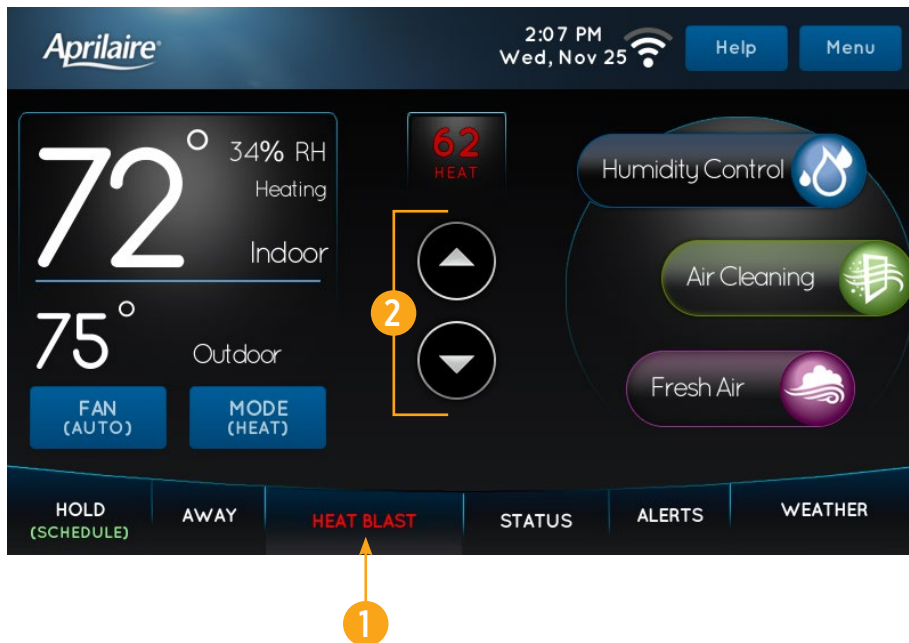 Aprilaire
2:07 PM
Wed, Nov 25
Help
Menu
72°
34% RH
Heating
Indoor
75°
Outdoor
FAN
(AUTO)
MODE
(HEAT)
62
HEAT
2
Humidity Control
Air Cleaning
Fresh Air
HOLD
(SCHEDULE)
AWAY
HEAT BLAST
STATUS
ALERTS
WEATHER
1